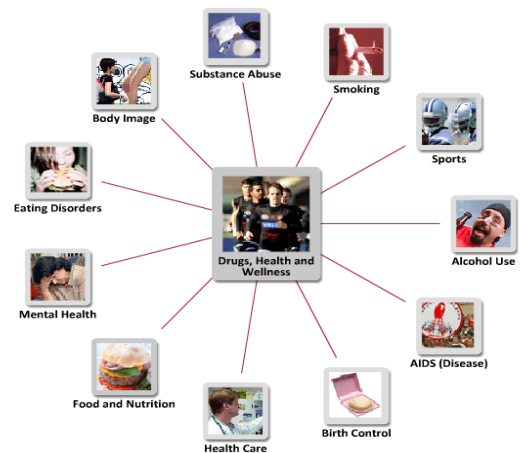 Substance Abuse
Smoking
Body Image
Sports
Eating Disorders
Drugs, Health and
Wellness
Alcohol Use
Mental Health
AIDS (Disease)
Food and Nutrition
Birth Control
Health Care